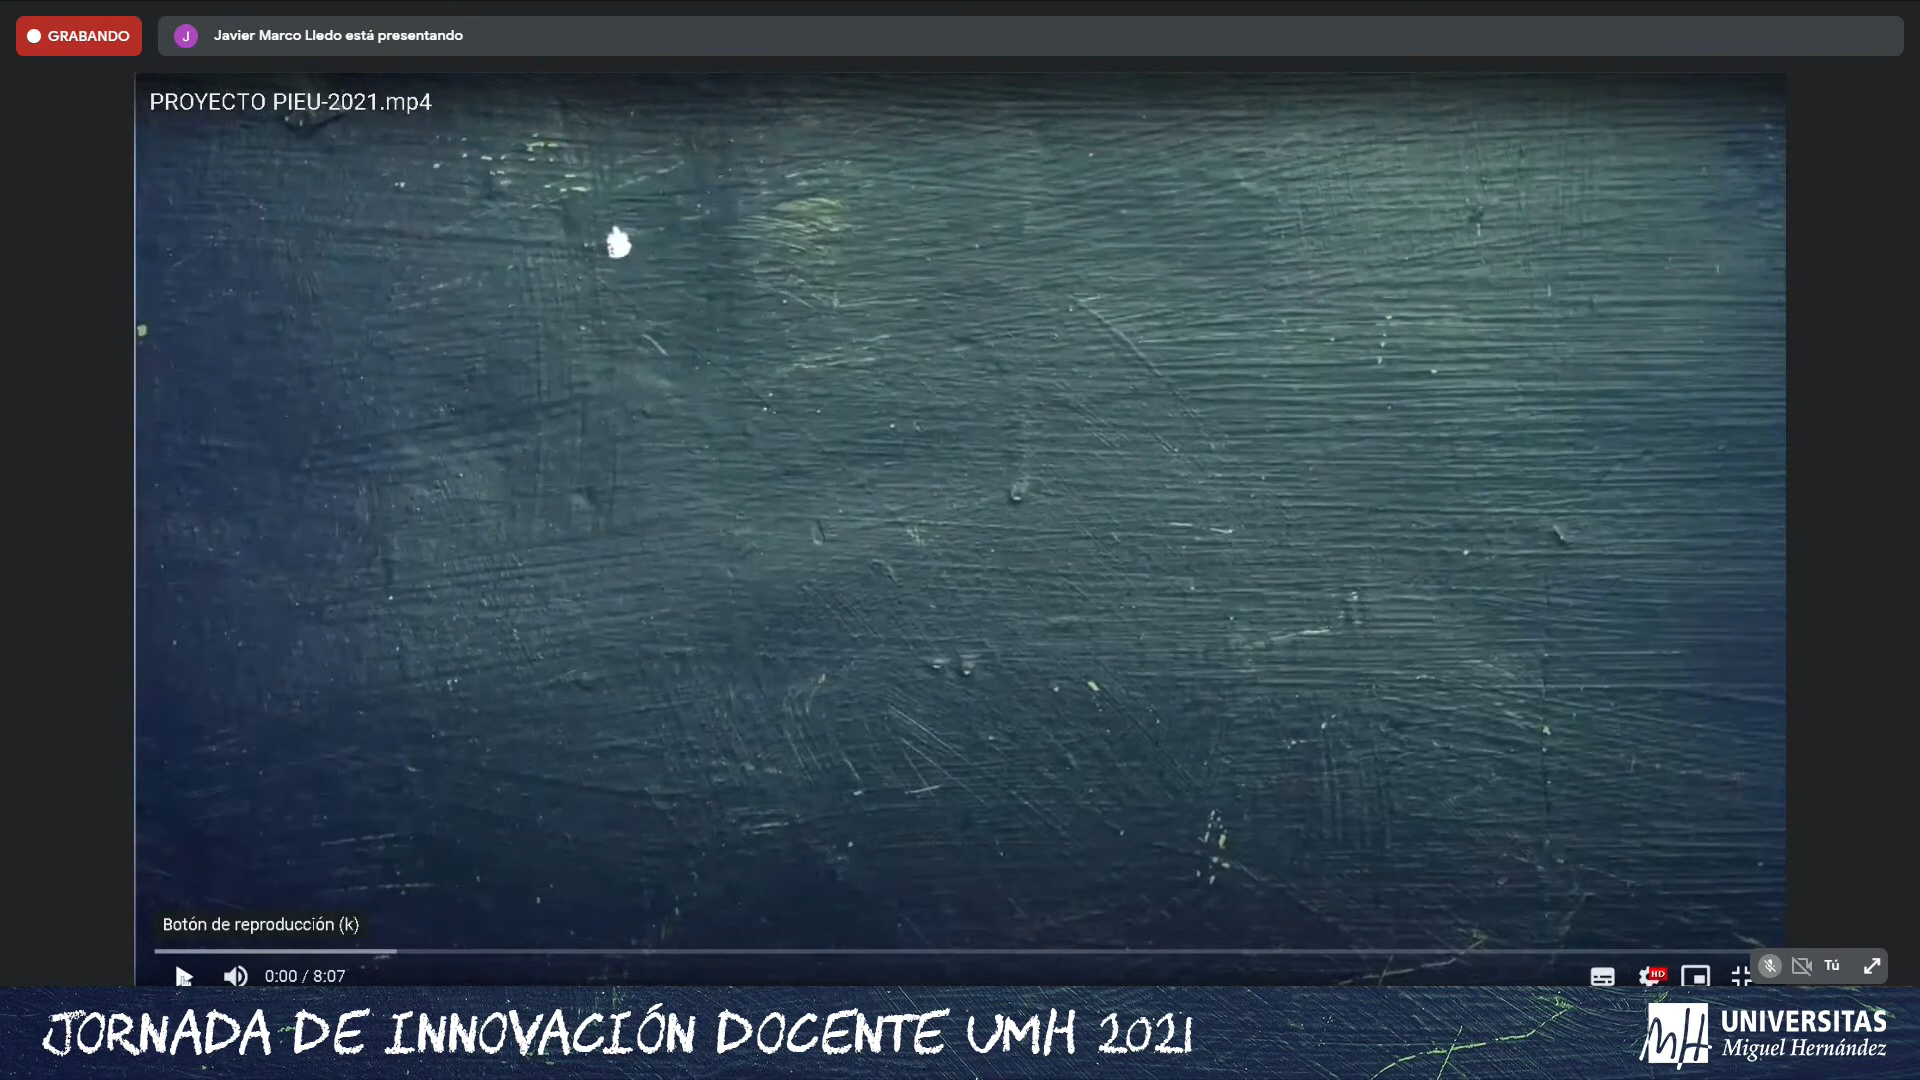 GRABANDO
J
Javier Marco Lledo está presentando
PROYECTO PIEU-2021.mp4
Botón de reproducción (k)
0:00 / 8:07
HD
Tú
JORNADA DE INNOVACIÓN DOCENTE UMH 2021
UNIVERSITAS
Miguel Hernández